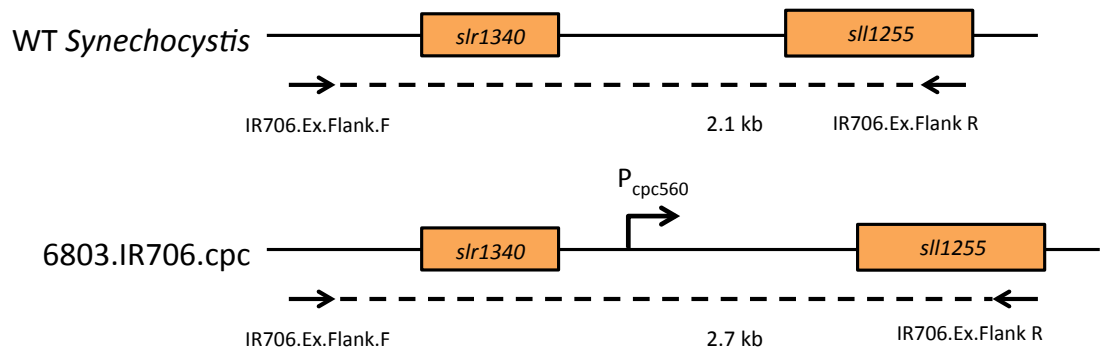 WT Synechocystis
slr1340
sll1255
IR706.Ex.Flank.F
2.1 kb
IR706.Ex.Flank R
Pcpc560
6803.IR706.cpc
slr1340
sll1255
IR706.Ex.Flank.F
2.7 kb
IR706.Ex.Flank R